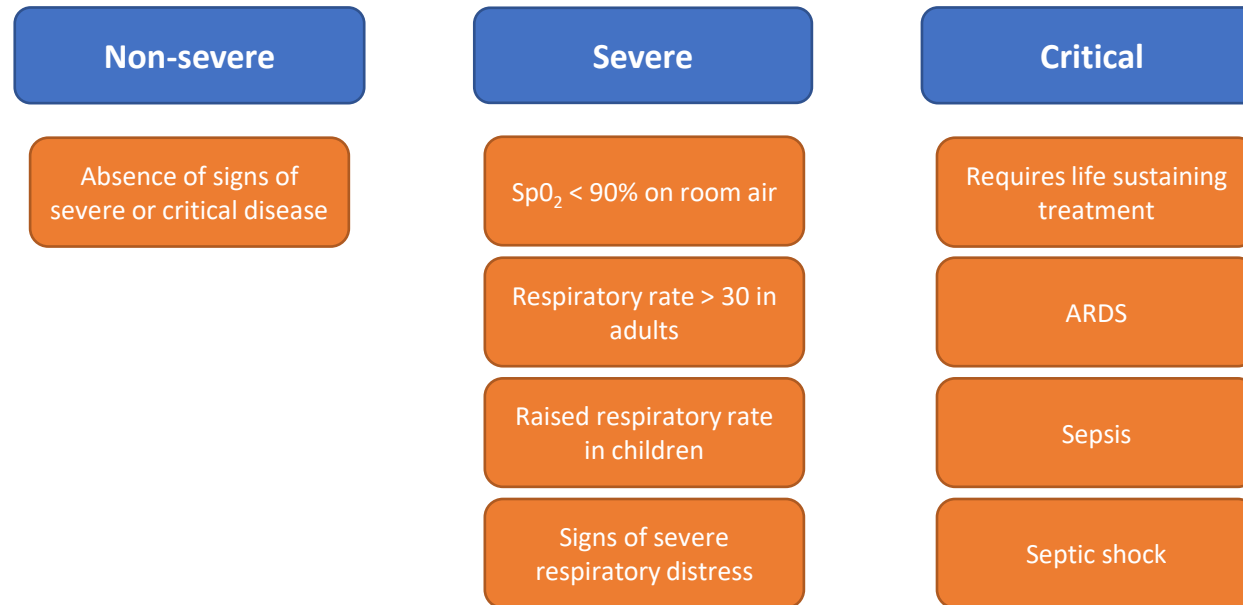 Non-severe
Absence of signs of
severe or critical disease
Severe
Sp0₂ < 90% on room air
Respiratory rate > 30 in
adults
Raised respiratory rate
in children
Signs of severe
respiratory distress
Critical
Requires life sustaining
treatment
ARDS
Sepsis
Septic shock